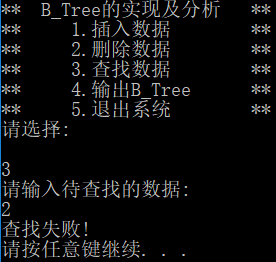 ** B_Tree的实现及分析 **
** 1.插入数据 **
** 2.删除数据 **
** 3.查找数据 **
** 4.输出B_Tree **
** 5.退出系统 **
请选择:
3
请输入待查找的数据:
2
查找失败!
请按任意键继续. . .